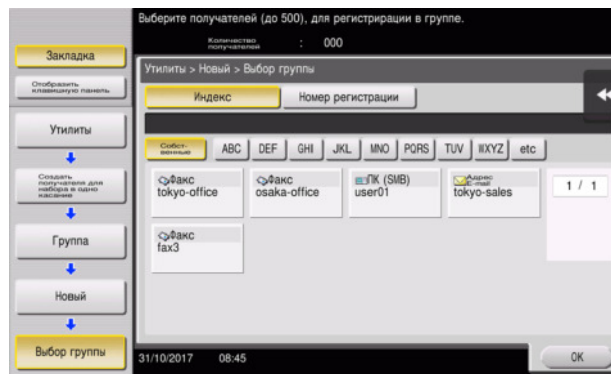 Выберите получателей (до 500), для регистрирации в группе.
Количество
получателей : 000
Закладка
Отобразить
клавишную панель
Утилиты
Создать
получателя для
набора в одно
касание
Группа
Новый
Выбор группы
Утилиты > Новый > Выбор группы
Индекс
Номер регистрации
Собст-
венные
ABC
DEF
GHI
JKL
MNO
PQRS
TUV
WXYZ
etc
Факс
tokyo-office
Факс
osaka-office
ПК (SMB)
user01
Адрес
E-mail
tokyo-sales
1 / 1
Факс
fax3
31/10/2017 08:45
OK